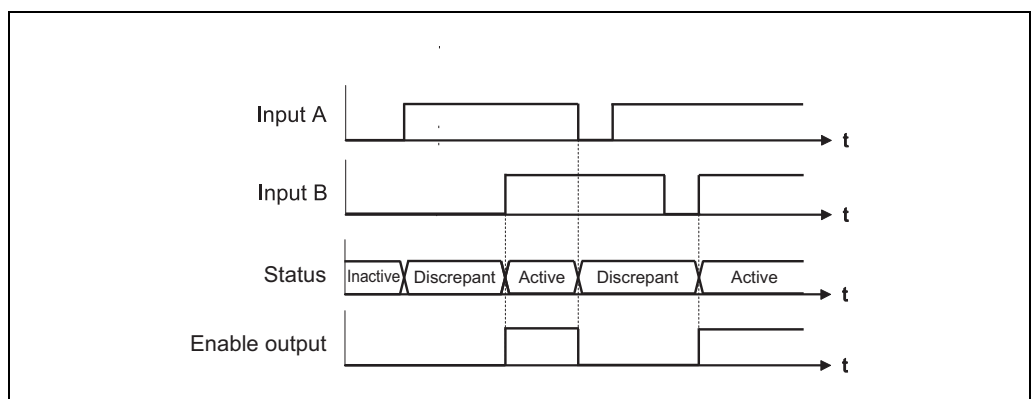 Input A
t
Input B
t
Status
Inactive Discrepant Active Discrepant Active
t
Enable output
t